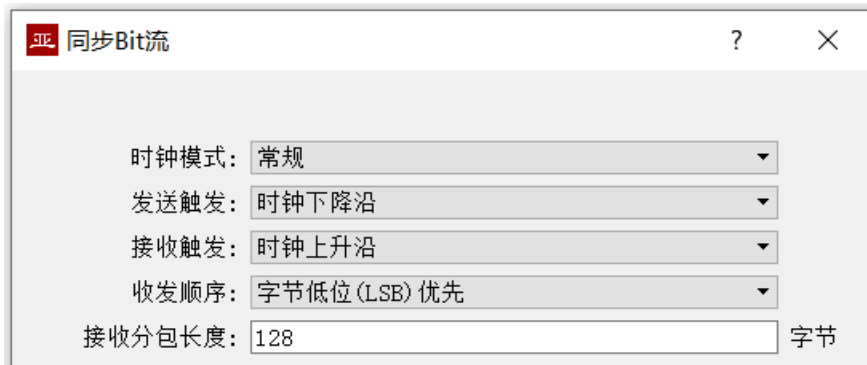 亚 同步Bit流 ?
时钟模式: 常规
发送触发: 时钟下降沿
接收触发: 时钟上升沿
收发顺序: 字节低位(LSB)优先
接收分包长度: 128 字节